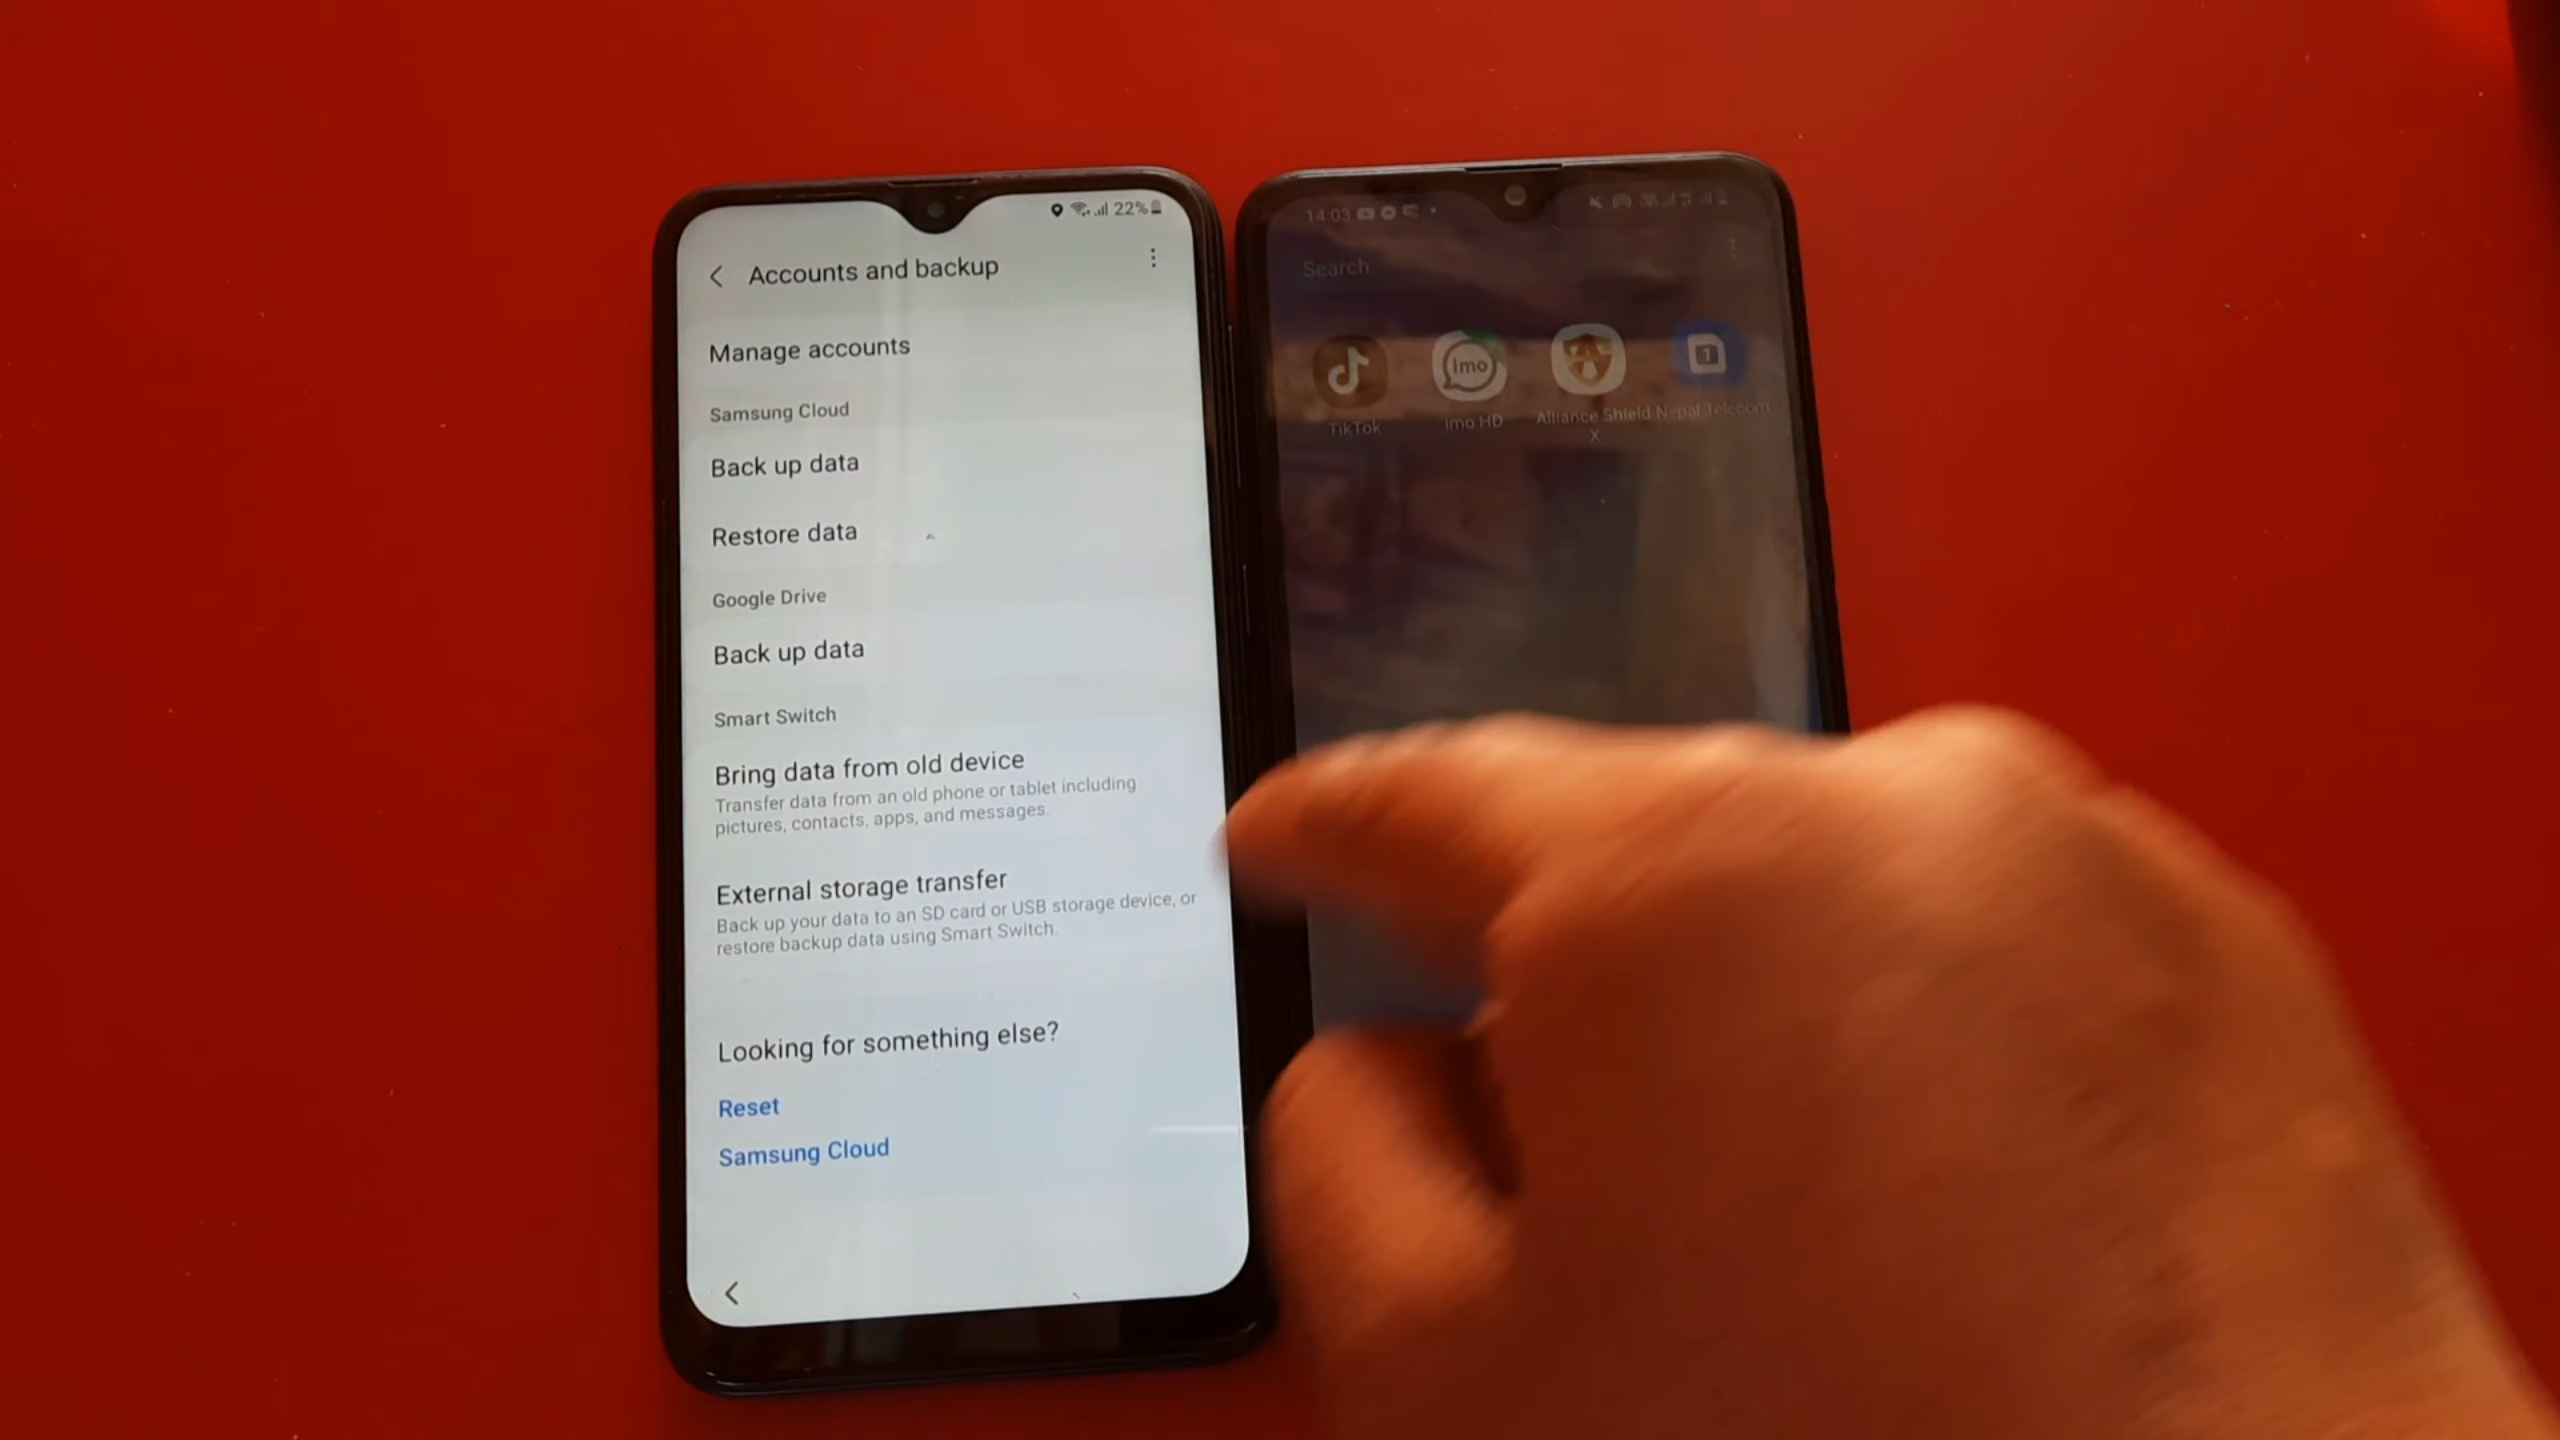 22%
Accounts and backup
Manage accounts
Samsung Cloud
Back up data
Restore data
Google Drive
Back up data
Smart Switch
Bring data from old device
Transfer data from an old phone or tablet including
pictures, contacts, apps, and messages.
External storage transfer
Back up your data to an SD card or USB storage device, or
restore backup data using Smart Switch.
Looking for something else?
Reset
Samsung Cloud
14:03
Search
imo
1
TikTok
imo HD
Alliance Shield
X
Nepal Telecom